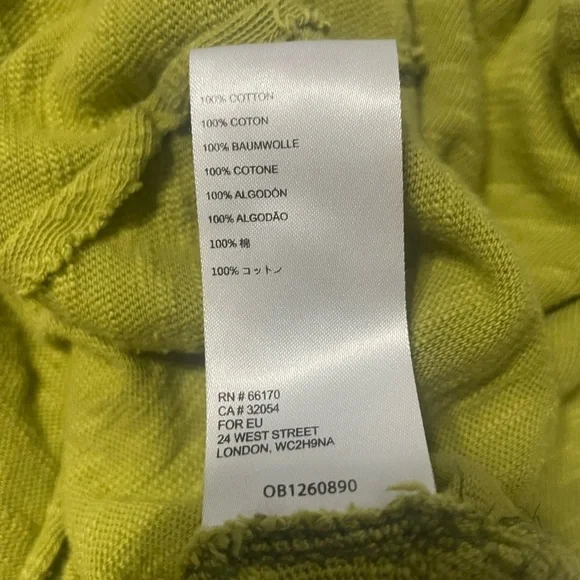 100% COTTON
100% COTON
100% BAUMWOLLE
100% COTONE
100% ALGODÓN
100% ALGODÃO
100% 棉
100% コットン
RN # 66170
CA # 32054
FOR EU
24 WEST STREET
LONDON, WC2H9NA
OB1260890